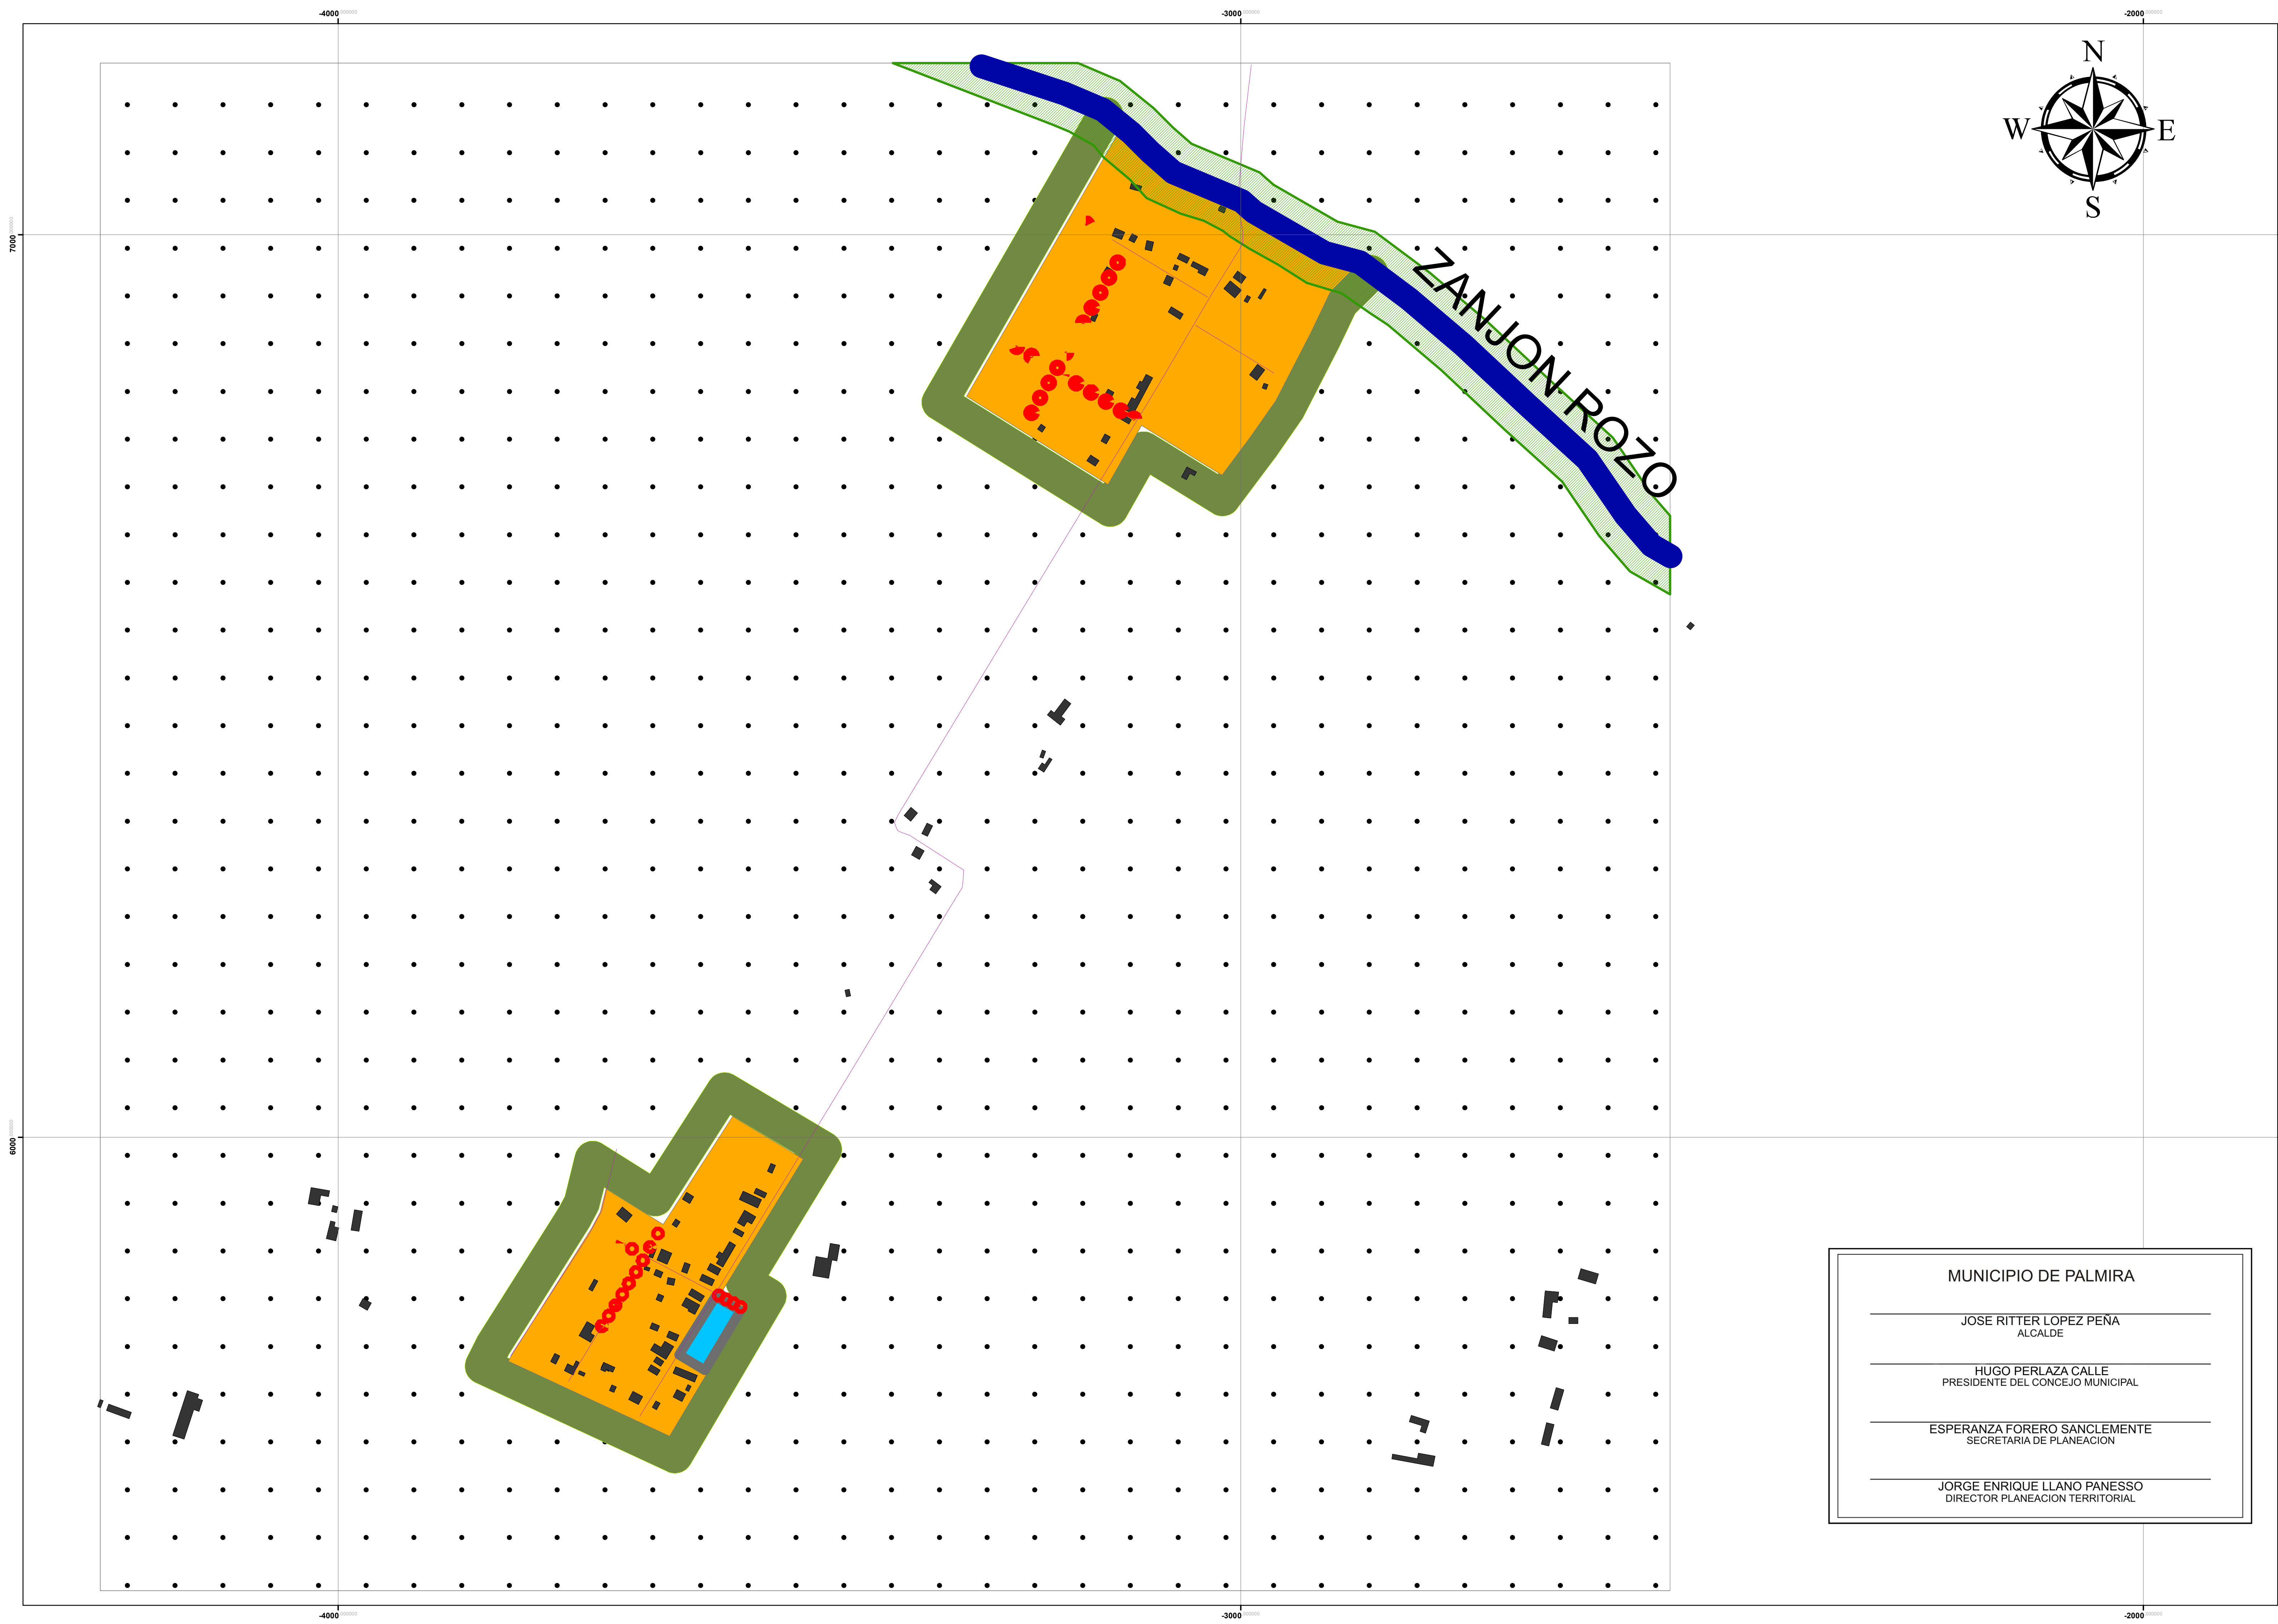 -4000
-3000
-2000
N
W
E
S
7000
ZANJON ROZO
6000
MUNICIPIO DE PALMIRA
JOSE RITTER LOPEZ PEÑA
ALCALDE
HUGO PERLAZA CALLE
PRESIDENTE DEL CONCEJO MUNICIPAL
ESPERANZA FORERO SANCLEMENTE
SECRETARIA DE PLANEACION
JORGE ENRIQUE LLANO PANESSO
DIRECTOR PLANEACION TERRITORIAL
-4000
-3000
-2000